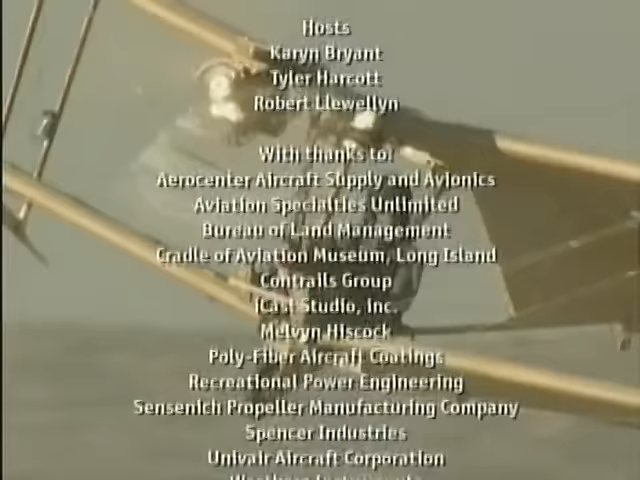 Hosts
Karyn Bryant
Tyler Harcott
Robert Llewellyn
With thanks to:
Aerocenter Aircraft Supply and Avionics
Aviation Specialties Unlimited
Bureau of Land Management
Cradle of Aviation Museum, Long Island
Contrails Group
iCast Studio, Inc.
Melvyn Hiscock
Poly-Fiber Aircraft Coatings
Recreational Power Engineering
Sensenich Propeller Manufacturing Company
Spencer Industries
Univair Aircraft Corporation